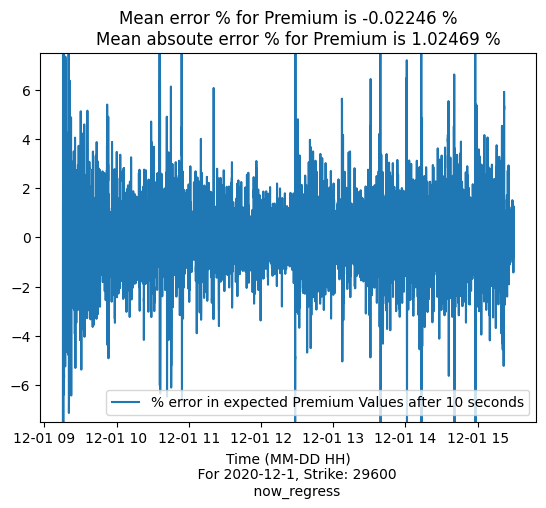 Mean error % for Premium is -0.02246 %
Mean absoute error % for Premium is 1.02469 %
6
4
2
0
−2
−4
−6
% error in expected Premium Values after 10 seconds
12-01 09 12-01 10 12-01 11 12-01 12 12-01 13 12-01 14 12-01 15
Time (MM-DD HH)
For 2020-12-1, Strike: 29600
now_regress